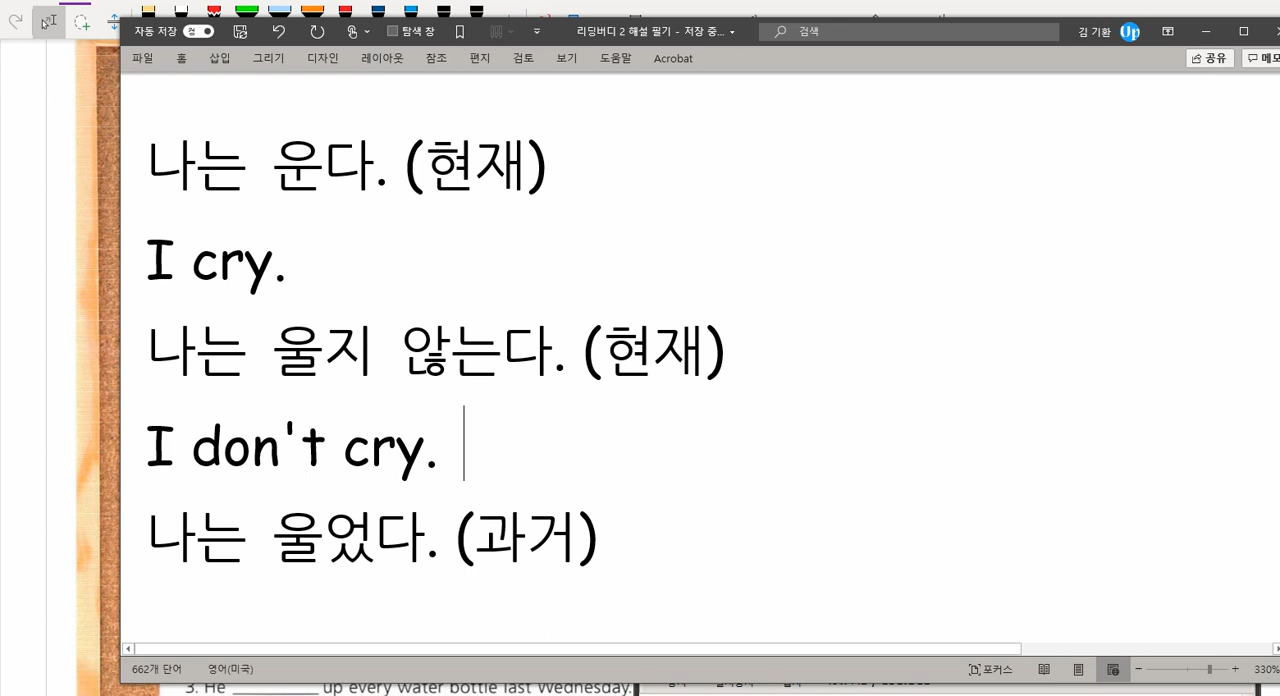 자동 저장 켬 탐색 창 리딩버디 2 해설 필기 - 저장 중... 검색 김 기환 Up
파일 홈 삽입 그리기 디자인 레이아웃 참조 편지 검토 보기 도움말 Acrobat 공유 메모
나는 운다. (현재)
I cry.
나는 울지 않는다. (현재)
I don't cry.
나는 울었다. (과거)
662개 단어 영어(미국) 포커스 330%
3. He __________ up every water bottle last Wednesday.